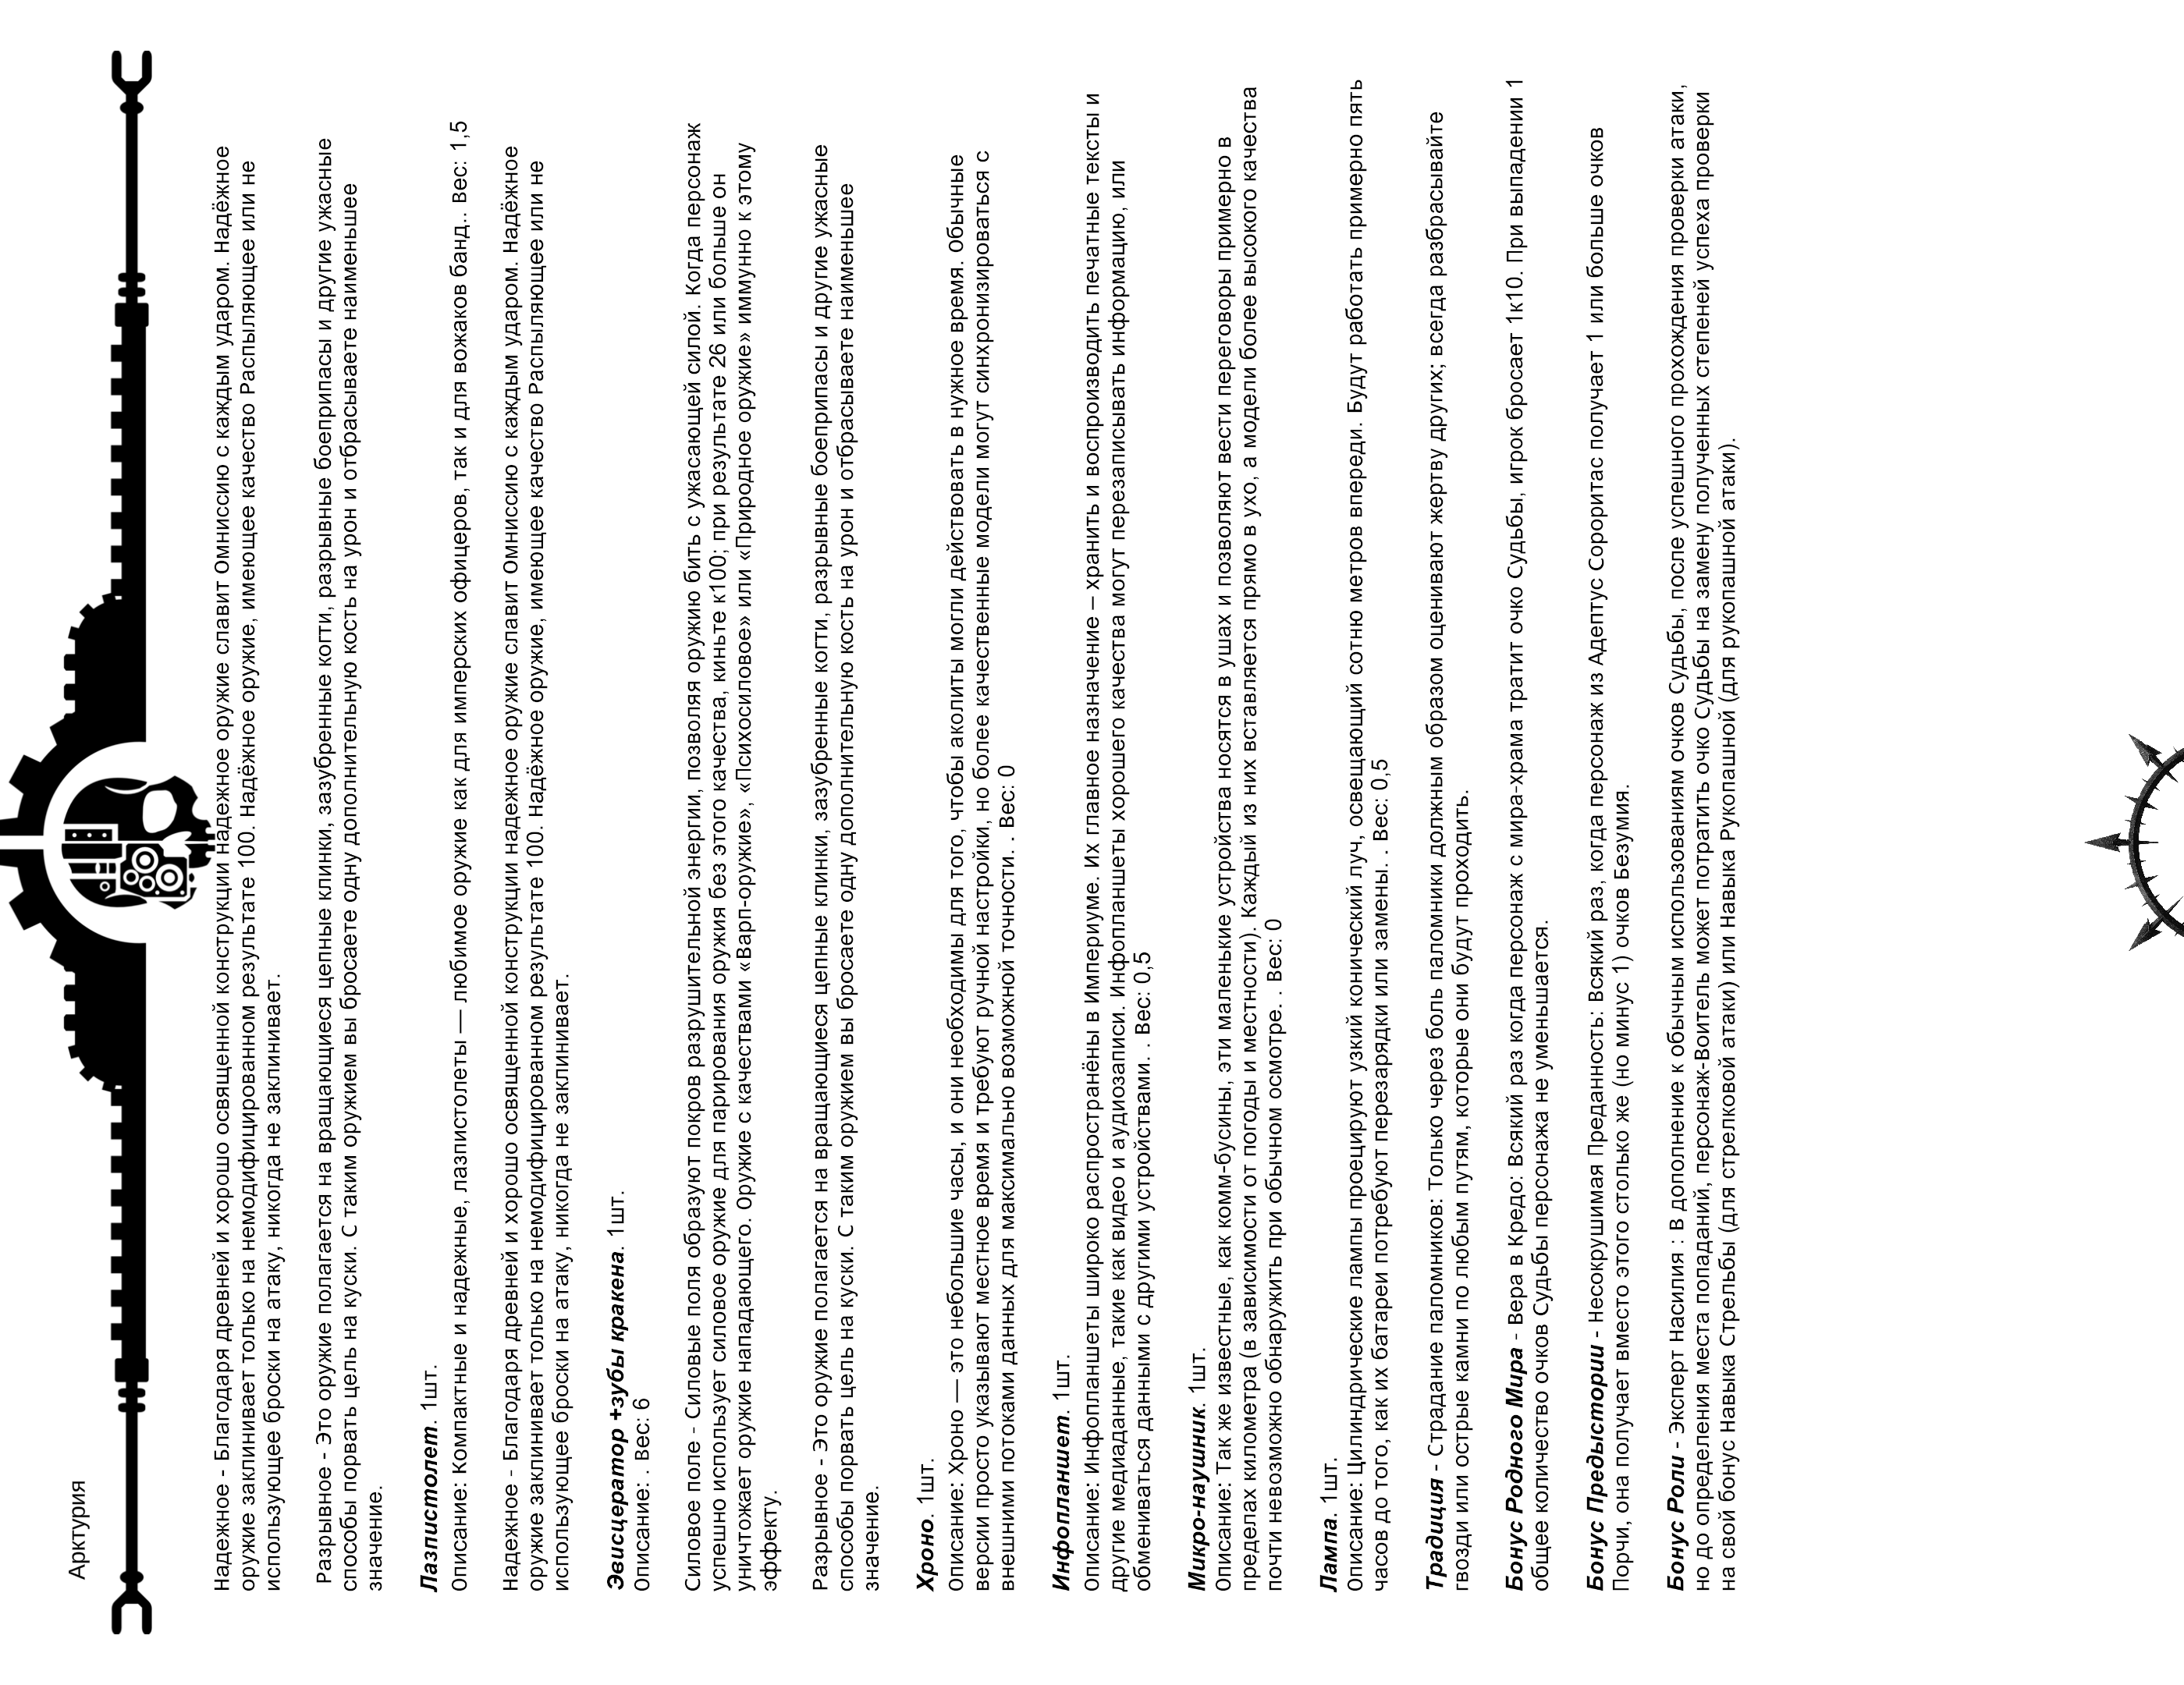 Арктурия
Надежное - Благодаря древней и хорошо освященной конструкции надежное оружие славит Омниссию с каждым ударом. Надёжное
оружие заклинивает только на немодифицированном результате 100. Надёжное оружие, имеющее качество Распыляющее или не
использующее броски на атаку, никогда не заклинивает.
Разрывное - Это оружие полагается на вращающиеся цепные клинки, зазубренные когти, разрывные боеприпасы и другие ужасные
способы порвать цель на куски. С таким оружием вы бросаете одну дополнительную кость на урон и отбрасываете наименьшее
значение.
Лазпистолет. 1шт.
Описание: Компактные и надежные, лазпистолеты — любимое оружие как для имперских офицеров, так и для вожаков банд.. Вес: 1,5
Надежное - Благодаря древней и хорошо освященной конструкции надежное оружие славит Омниссию с каждым ударом. Надёжное
оружие заклинивает только на немодифицированном результате 100. Надёжное оружие, имеющее качество Распыляющее или не
использующее броски на атаку, никогда не заклинивает.
Эвисцератор +зубы кракена. 1шт.
Описание: . Вес: 6
Силовое поле - Силовые поля образуют покров разрушительной энергии, позволяя оружию бить с ужасающей силой. Когда персонаж
успешно использует силовое оружие для парирования оружия без этого качества, киньте к100; при результате 26 или больше он
уничтожает оружие нападающего. Оружие с качествами «Варп-оружие», «Психосиловое» или «Природное оружие» иммунно к этому
эффекту.
Разрывное - Это оружие полагается на вращающиеся цепные клинки, зазубренные когти, разрывные боеприпасы и другие ужасные
способы порвать цель на куски. С таким оружием вы бросаете одну дополнительную кость на урон и отбрасываете наименьшее
значение.
Хроно. 1шт.
Описание: Хроно — это небольшие часы, и они необходимы для того, чтобы аколиты могли действовать в нужное время. Обычные
версии просто указывают местное время и требуют ручной настройки, но более качественные модели могут синхронизироваться с
внешними потоками данных для максимально возможной точности. . Вес: 0
Инфопланшет. 1шт.
Описание: Инфопланшеты широко распространёны в Империуме. Их главное назначение – хранить и воспроизводить печатные тексты и
другие медиаданные, такие как видео и аудиозаписи. Инфопланшеты хорошего качества могут перезаписывать информацию, или
обмениваться данными с другими устройствами. . Вес: 0,5
Микро-наушник. 1шт.
Описание: Так же известные, как комм-бусины, эти маленькие устройства носятся в ушах и позволяют вести переговоры примерно в
пределах километра (в зависимости от погоды и местности). Каждый из них вставляется прямо в ухо, а модели более высокого качества
почти невозможно обнаружить при обычном осмотре. . Вес: 0
Лампа. 1шт.
Описание: Цилиндрические лампы проецируют узкий конический луч, освещающий сотню метров впереди. Будут работать примерно пять
часов до того, как их батареи потребуют перезарядки или замены. . Вес: 0,5
Традиция - Страдание паломников: Только через боль паломники должным образом оценивают жертву других; всегда разбрасывайте
гвозди или острые камни по любым путям, которые они будут проходить.
Бонус Родного Мира - Вера в Кредо: Всякий раз когда персонаж с мира-храма тратит очко Судьбы, игрок бросает 1к10. При выпадении 1
общее количество очков Судьбы персонажа не уменьшается.
Бонус Предыстории - Несокрушимая Преданность: Всякий раз, когда персонаж из Адептус Сороритас получает 1 или больше очков
Порчи, она получает вместо этого столько же (но минус 1) очков Безумия.
Бонус Роли - Эксперт Насилия : В дополнение к обычным использованиям очков Судьбы, после успешного прохождения проверки атаки,
но до определения места попаданий, персонаж-Воитель может потратить очко Судьбы на замену полученных степеней успеха проверки
на свой бонус Навыка Стрельбы (для стрелковой атаки) или Навыка Рукопашной (для рукопашной атаки).